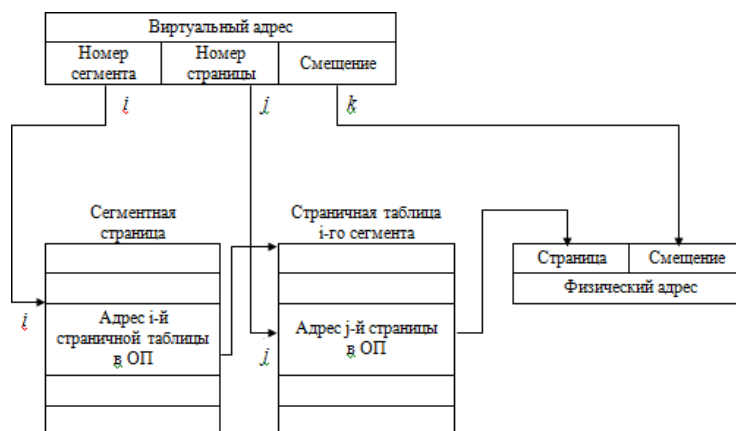 Виртуальный адрес
Номер сегмента
Номер страницы
Смещение
i
j
k
Сегментная страница
Страничная таблица i-го сегмента
Страница
Смещение
Физический адрес
i
Адрес i-й страничной таблицы в ОП
j
Адрес j-й страницы в ОП